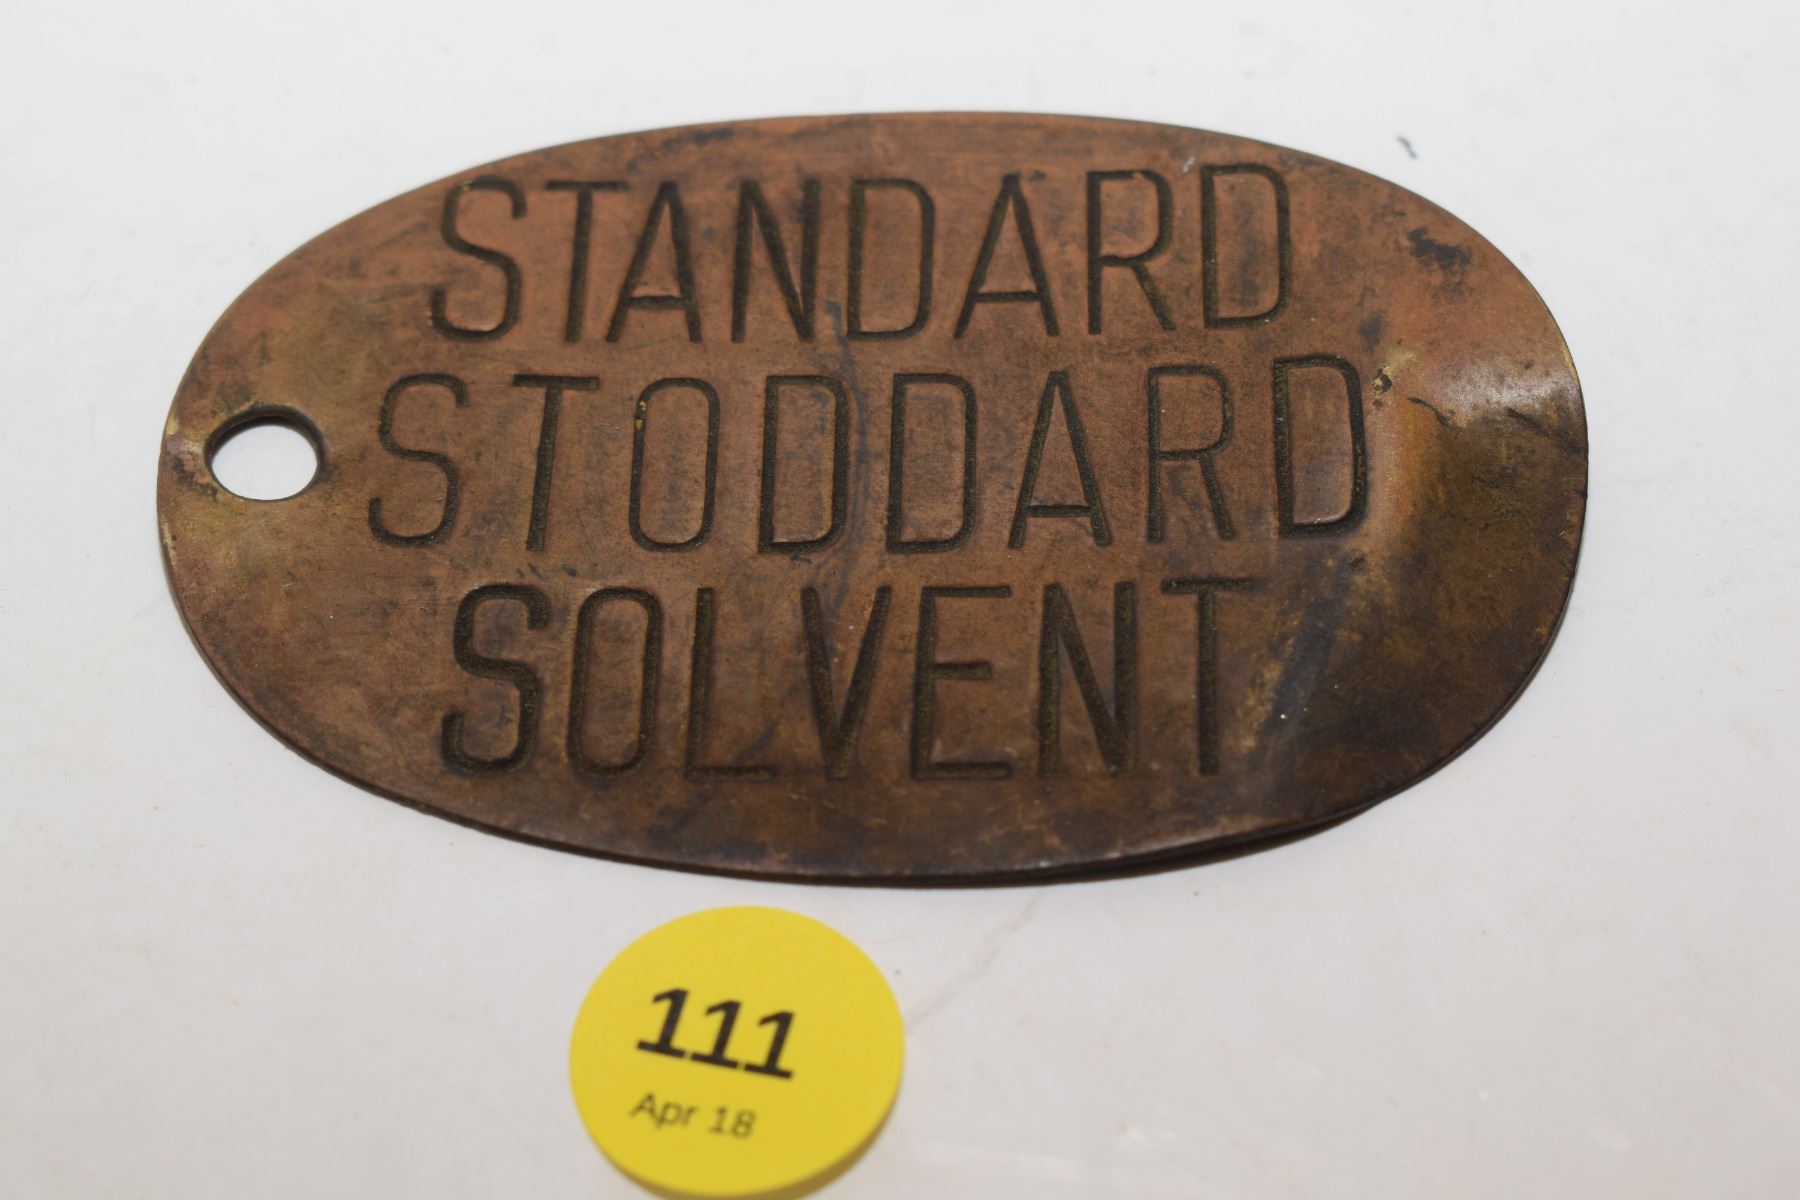 STANDARD
STODDARD
SOLVENT
111
Apr 18